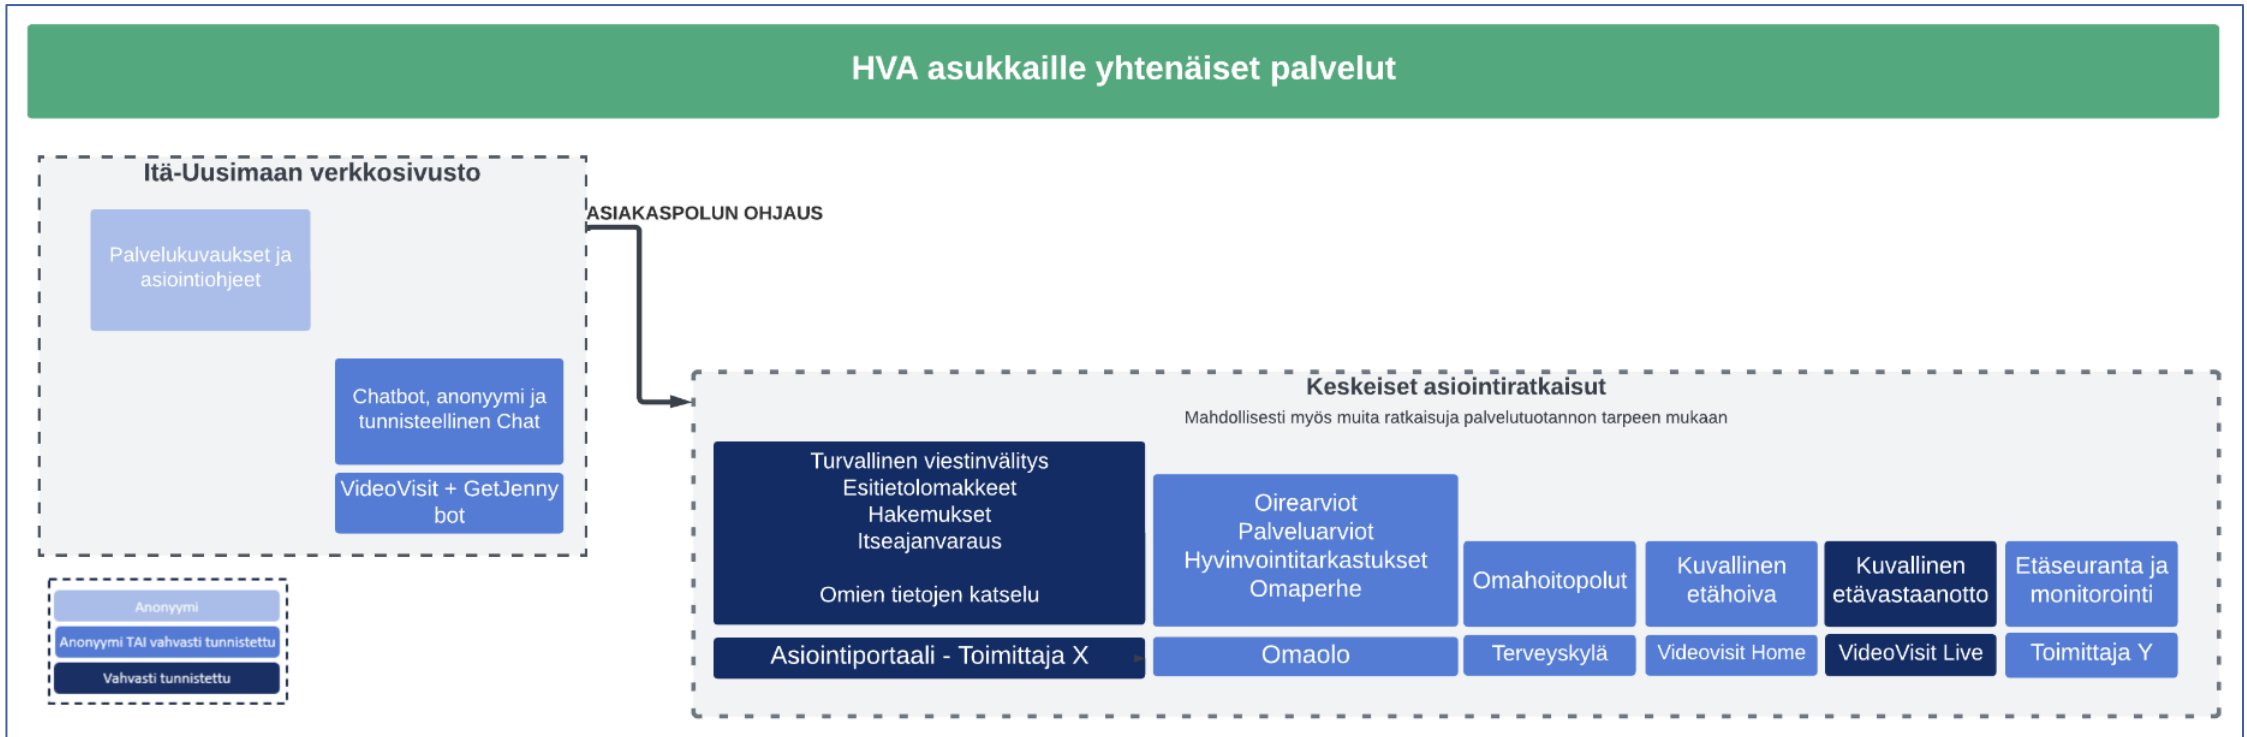 HVA asukkaille yhtenäiset palvelut
Itä-Uusimaan verkkosivusto
Palvelukuvaukset ja
asiointiohjeet
Chatbot, anonyymi ja
tunnisteellinen Chat
VideoVisit + GetJenny
bot
Anonyymi
Anonyymi TAI vahvasti tunnistettu
Vahvasti tunnistettu
ASIAKASPOLUN OHJAUS
Keskeiset asiointiratkaisut
Mahdollisesti myös muita ratkaisuja palvelutuotannon tarpeen mukaan
Turvallinen viestinvälitys
Esitietolomakkeet
Hakemukset
Itseajanvaraus
Omien tietojen katselu
Asiointiportaali - Toimittaja X
Oirearviot
Palveluarviot
Hyvinvointitarkastukset
Omaperhe
Omaolo
Omahoitopolut
Terveyskylä
Kuvallinen
etähoiva
Videovisit Home
Kuvallinen
etävastaanotto
VideoVisit Live
Etäseuranta ja
monitorointi
Toimittaja Y